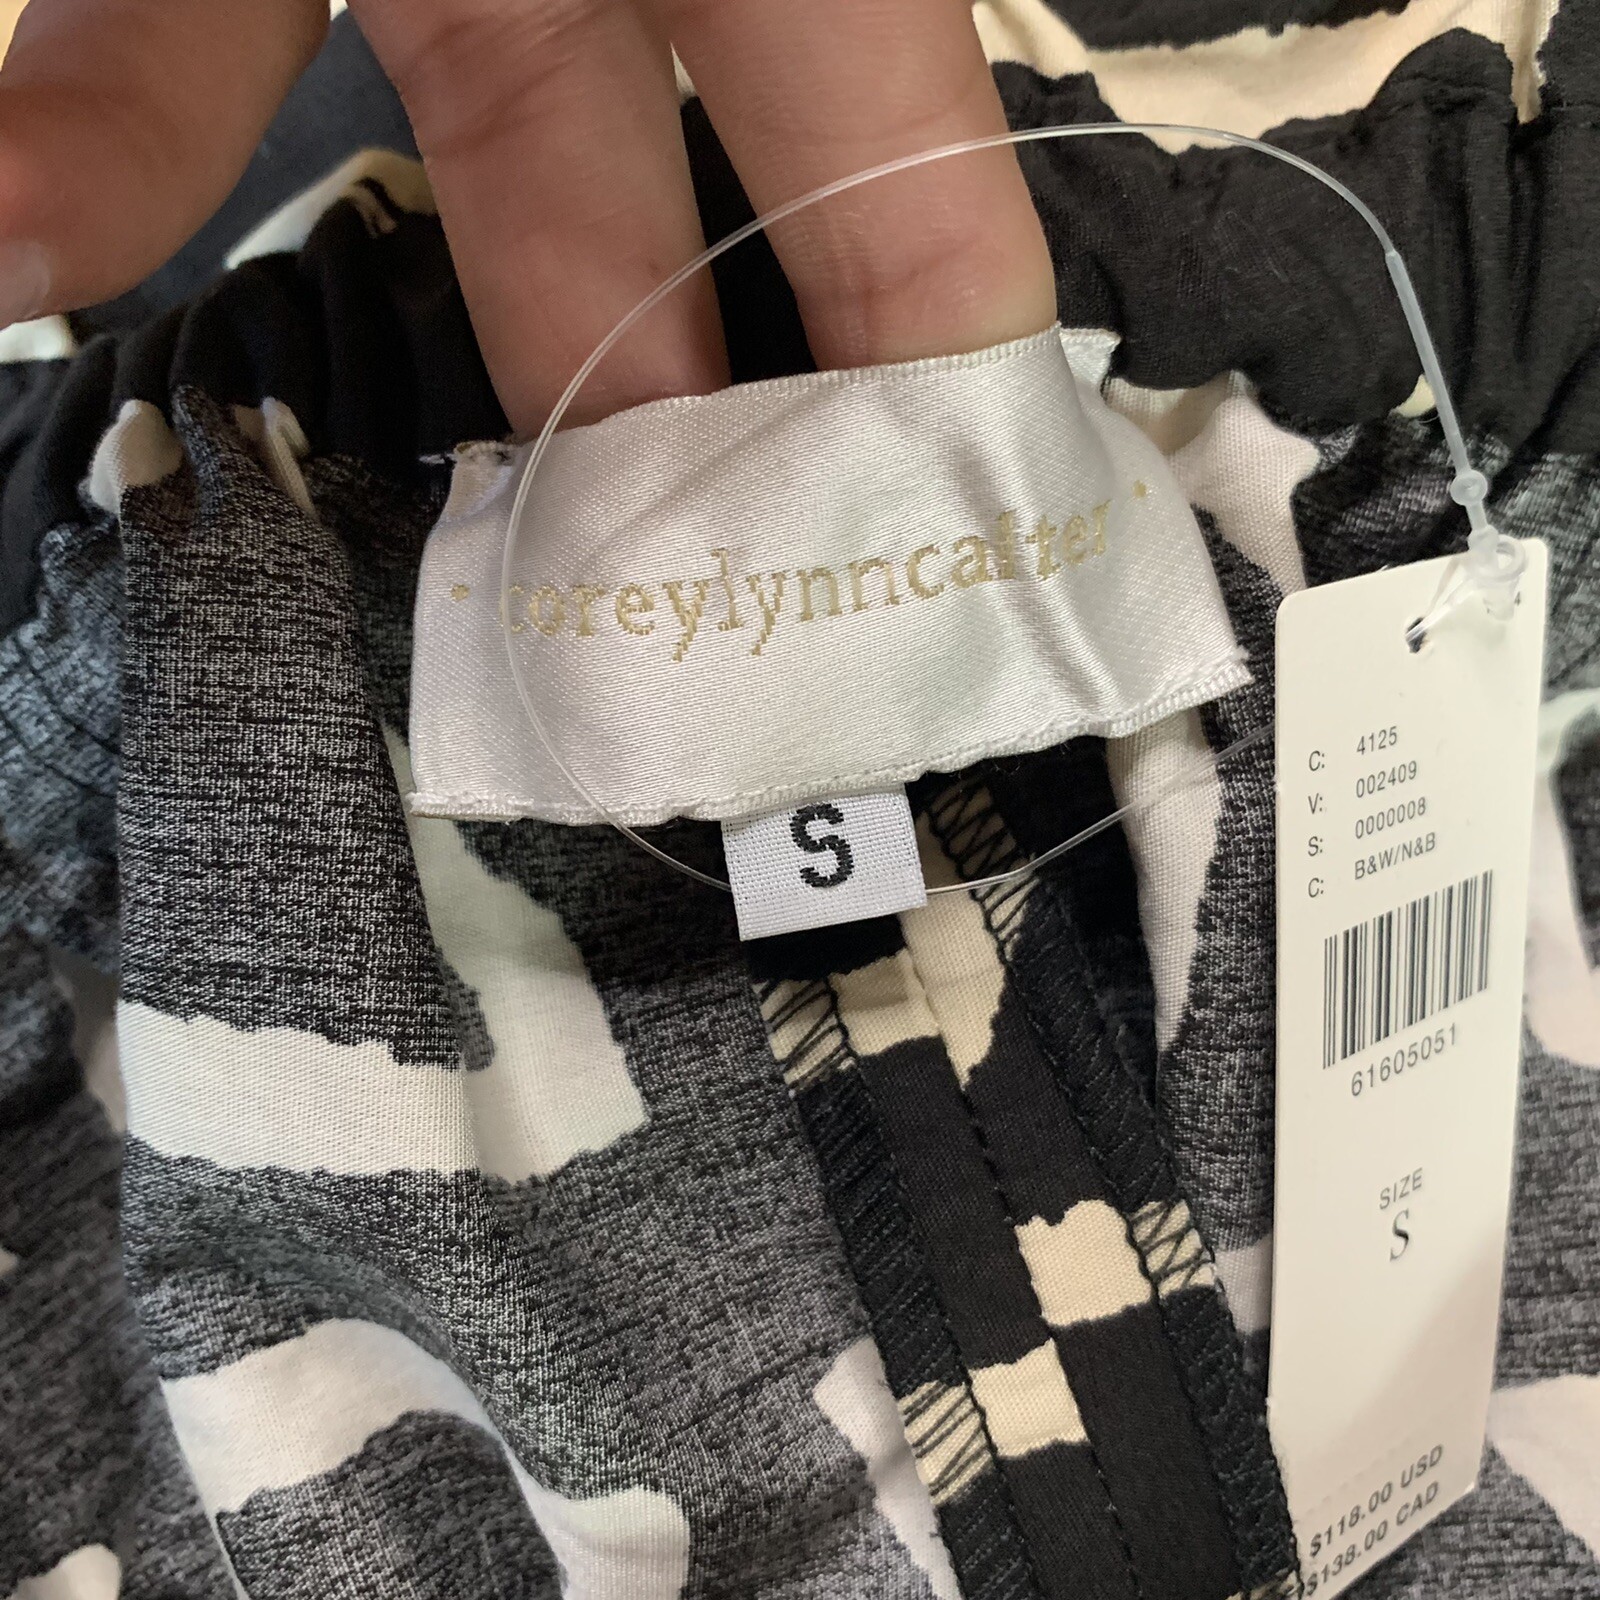 • coreylynncalter •
S
C: 4125
V: 002409
S: 0000008
C: B&W/N&B
61605051
SIZE
S
$118.00 USD
$138.00 CAD